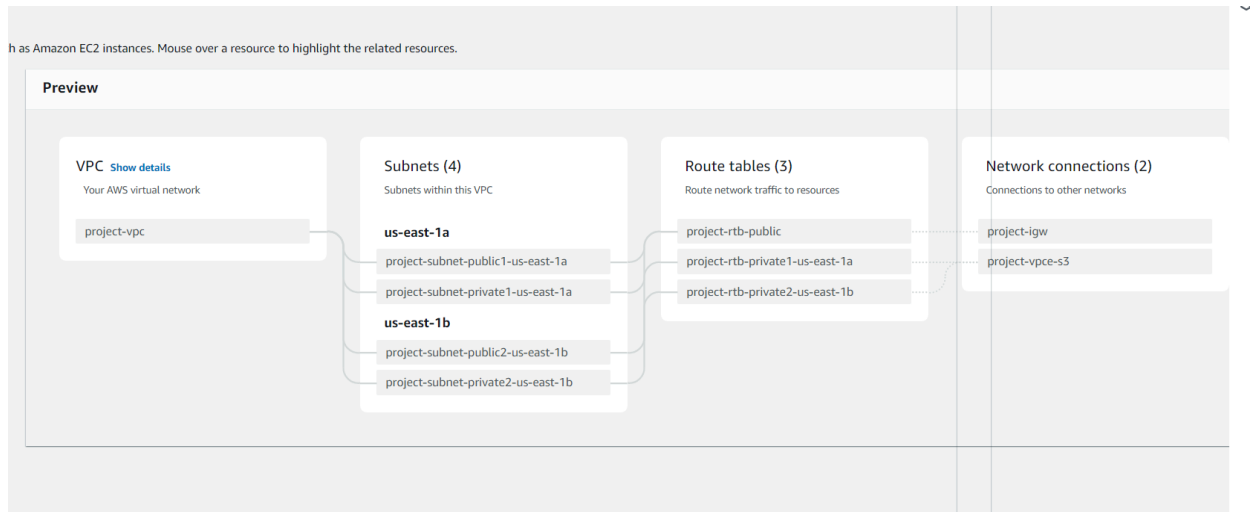 h as Amazon EC2 instances. Mouse over a resource to highlight the related resources.
Preview
VPC Show details
Your AWS virtual network
project-vpc
Subnets (4)
Subnets within this VPC
us-east-1a
project-subnet-public1-us-east-1a
project-subnet-private1-us-east-1a
us-east-1b
project-subnet-public2-us-east-1b
project-subnet-private2-us-east-1b
Route tables (3)
Route network traffic to resources
project-rtb-public
project-rtb-private1-us-east-1a
project-rtb-private2-us-east-1b
Network connections (2)
Connections to other networks
project-igw
project-vpce-s3